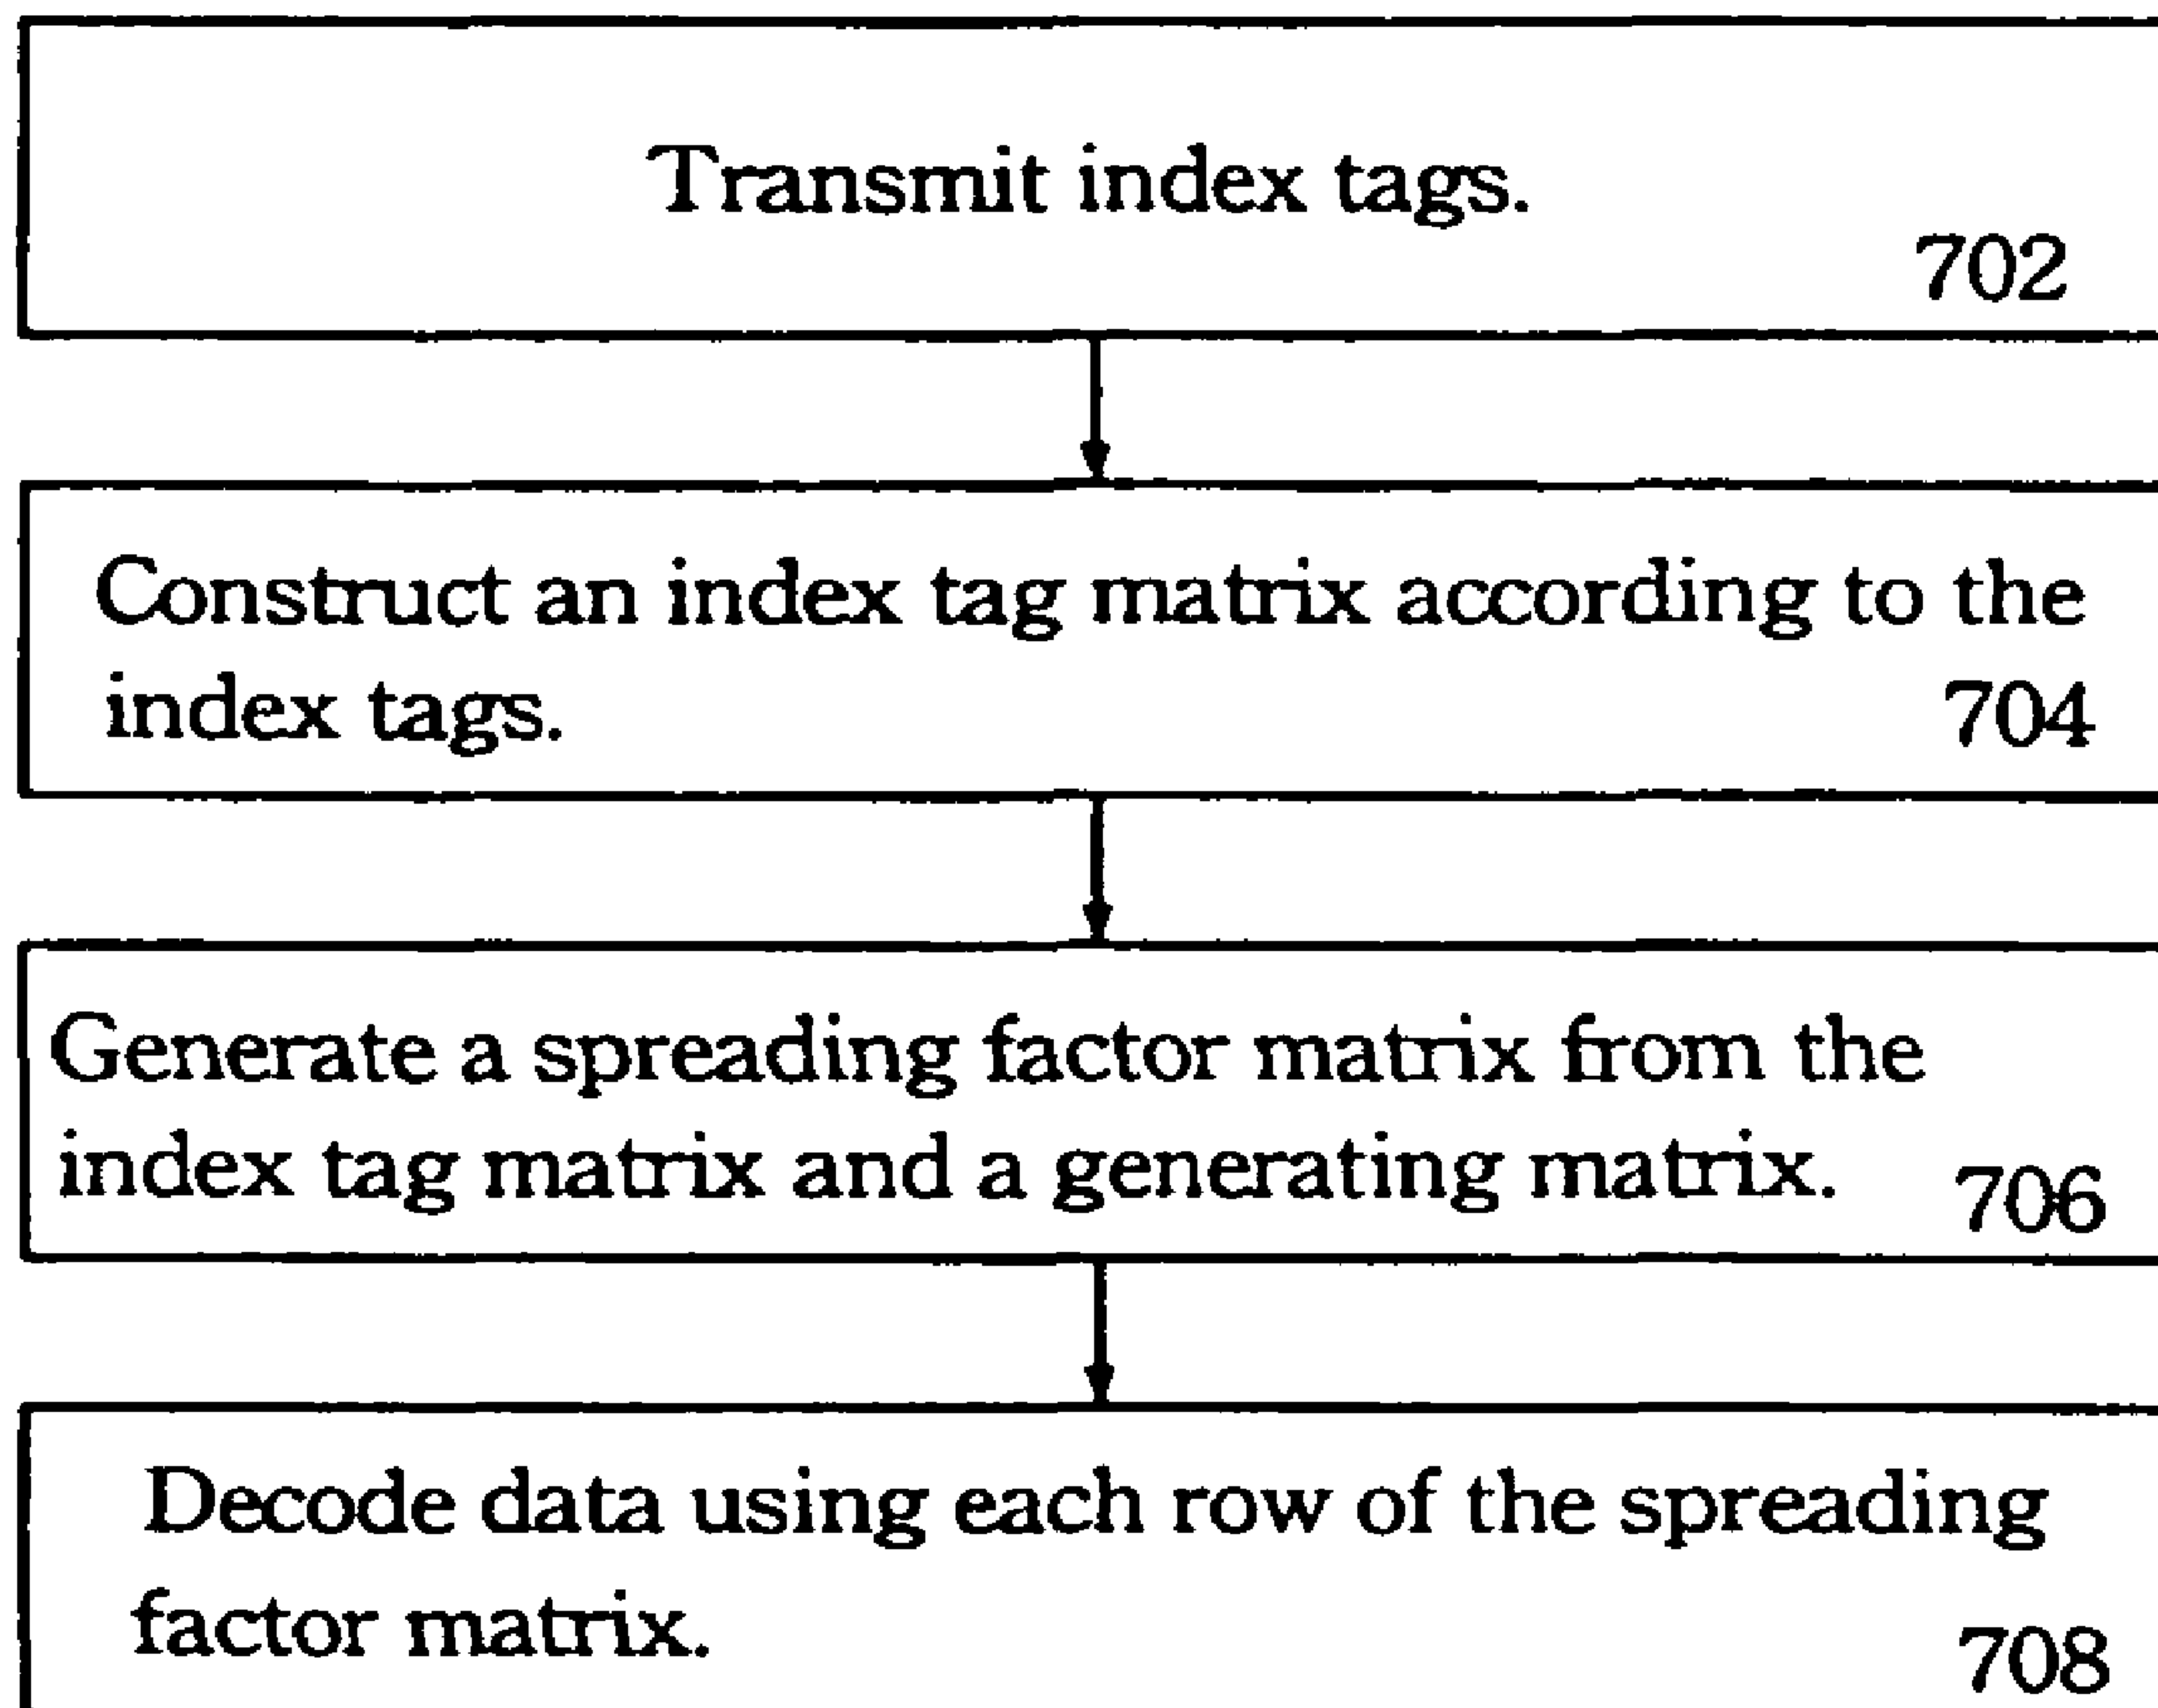 Transmit index tags.
702
Construct an index tag matrix according to the
index tags.
704
Generate a spreading factor matrix from the
index tag matrix and a generating matrix.
706
Decode data using each row of the spreading
factor matrix.
708